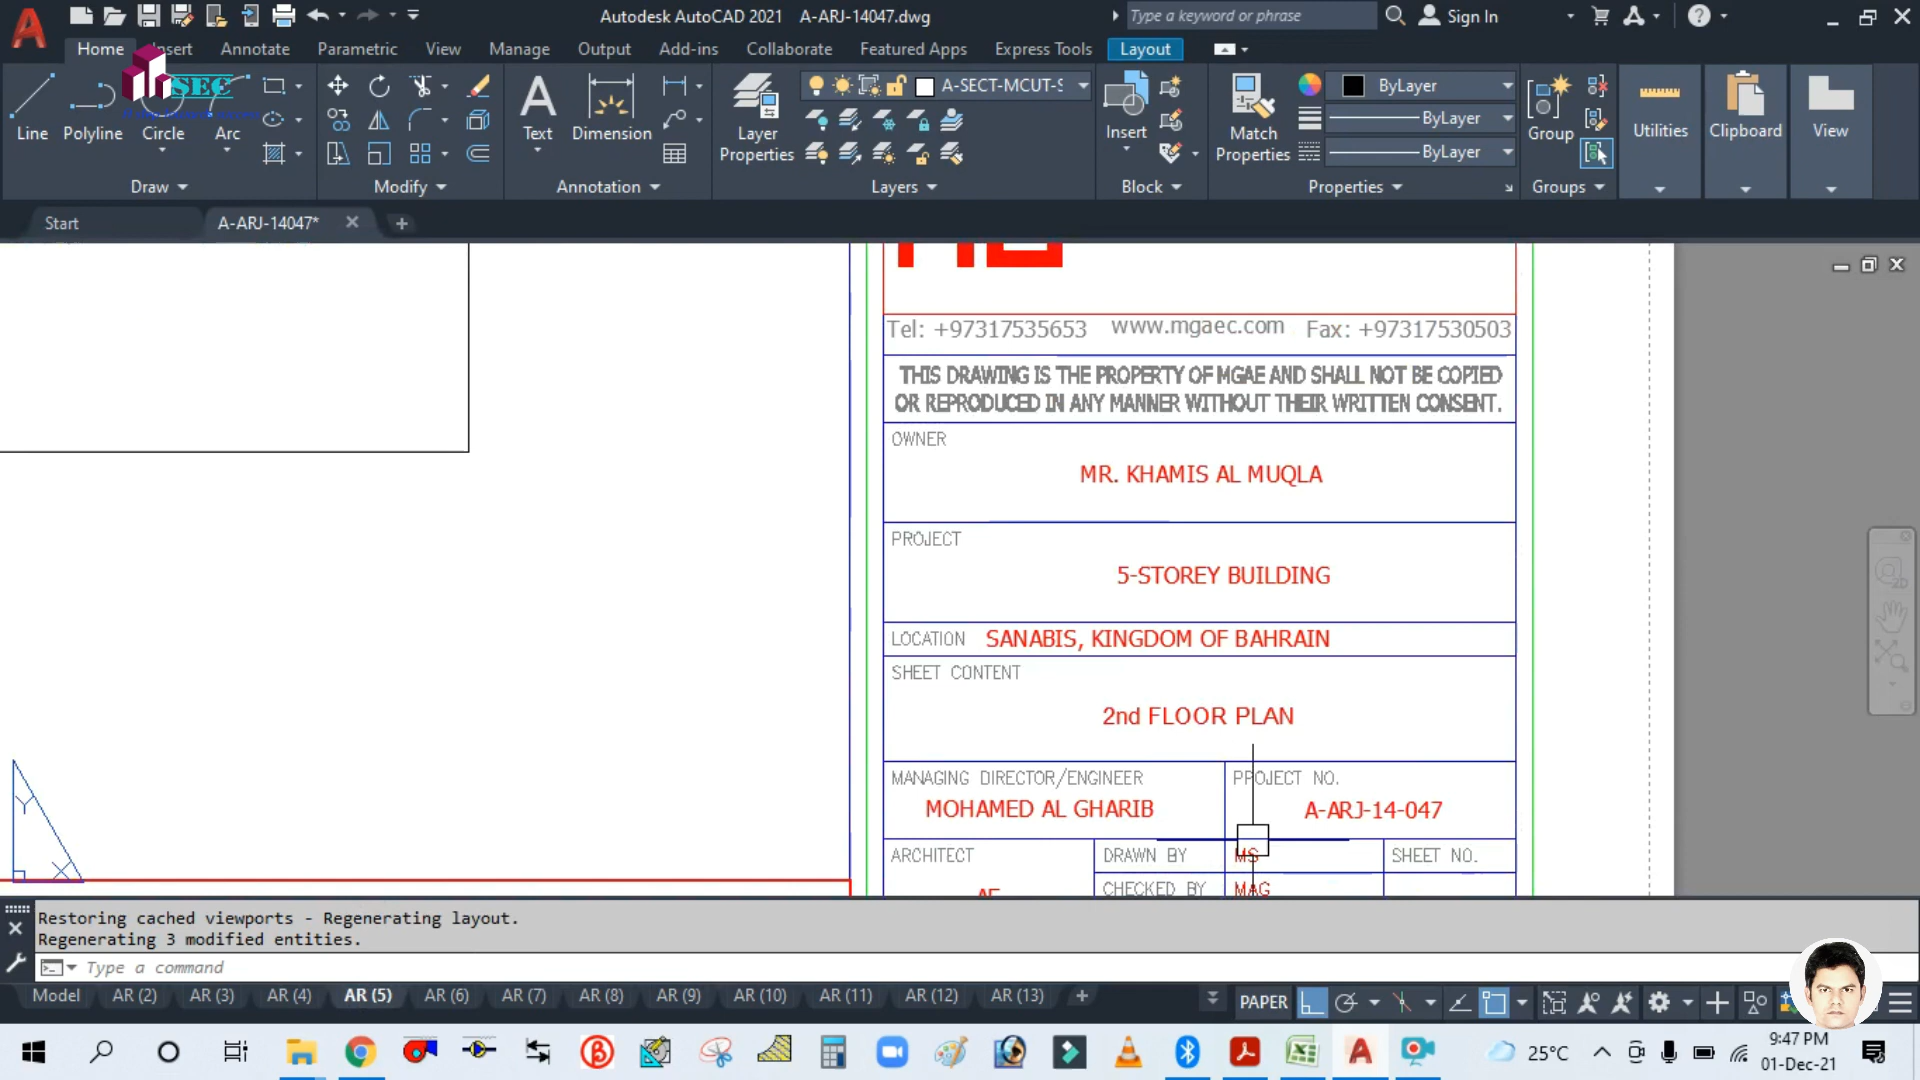 Autodesk AutoCAD 2021 A-ARJ-14047.dwg
Type a keyword or phrase
Sign In
Home
Insert
Annotate
Parametric
View
Manage
Output
Add-ins
Collaborate
Featured Apps
Express Tools
Layout
SEC
Line
Polyline
Circle
Arc
Text
Dimension
Layer Properties
A-SECT-MCUT-S
Insert
Match Properties
ByLayer
ByLayer
ByLayer
Group
Utilities
Clipboard
View
Draw
Modify
Annotation
Layers
Block
Properties
Groups
Start
A-ARJ-14047*
Tel: +97317535653 www.mgaec.com Fax: +97317530503
THIS DRAWING IS THE PROPERTY OF MGAE AND SHALL NOT BE COPIED
OR REPRODUCED IN ANY MANNER WITHOUT THEIR WRITTEN CONSENT.
OWNER
MR. KHAMIS AL MUQLA
PROJECT
5-STOREY BUILDING
LOCATION SANABIS, KINGDOM OF BAHRAIN
SHEET CONTENT
2nd FLOOR PLAN
MANAGING DIRECTOR/ENGINEER
MOHAMED AL GHARIB
PROJECT NO.
A-ARJ-14-047
ARCHITECT
DRAWN BY MS
SHEET NO.
CHECKED BY MAG
Y
X
2D
Restoring cached viewports - Regenerating layout.
Regenerating 3 modified entities.
Type a command
Model AR (2) AR (3) AR (4) AR (5) AR (6) AR (7) AR (8) AR (9) AR (10) AR (11) AR (12) AR (13)
PAPER
25°C
9:47 PM
01-Dec-21